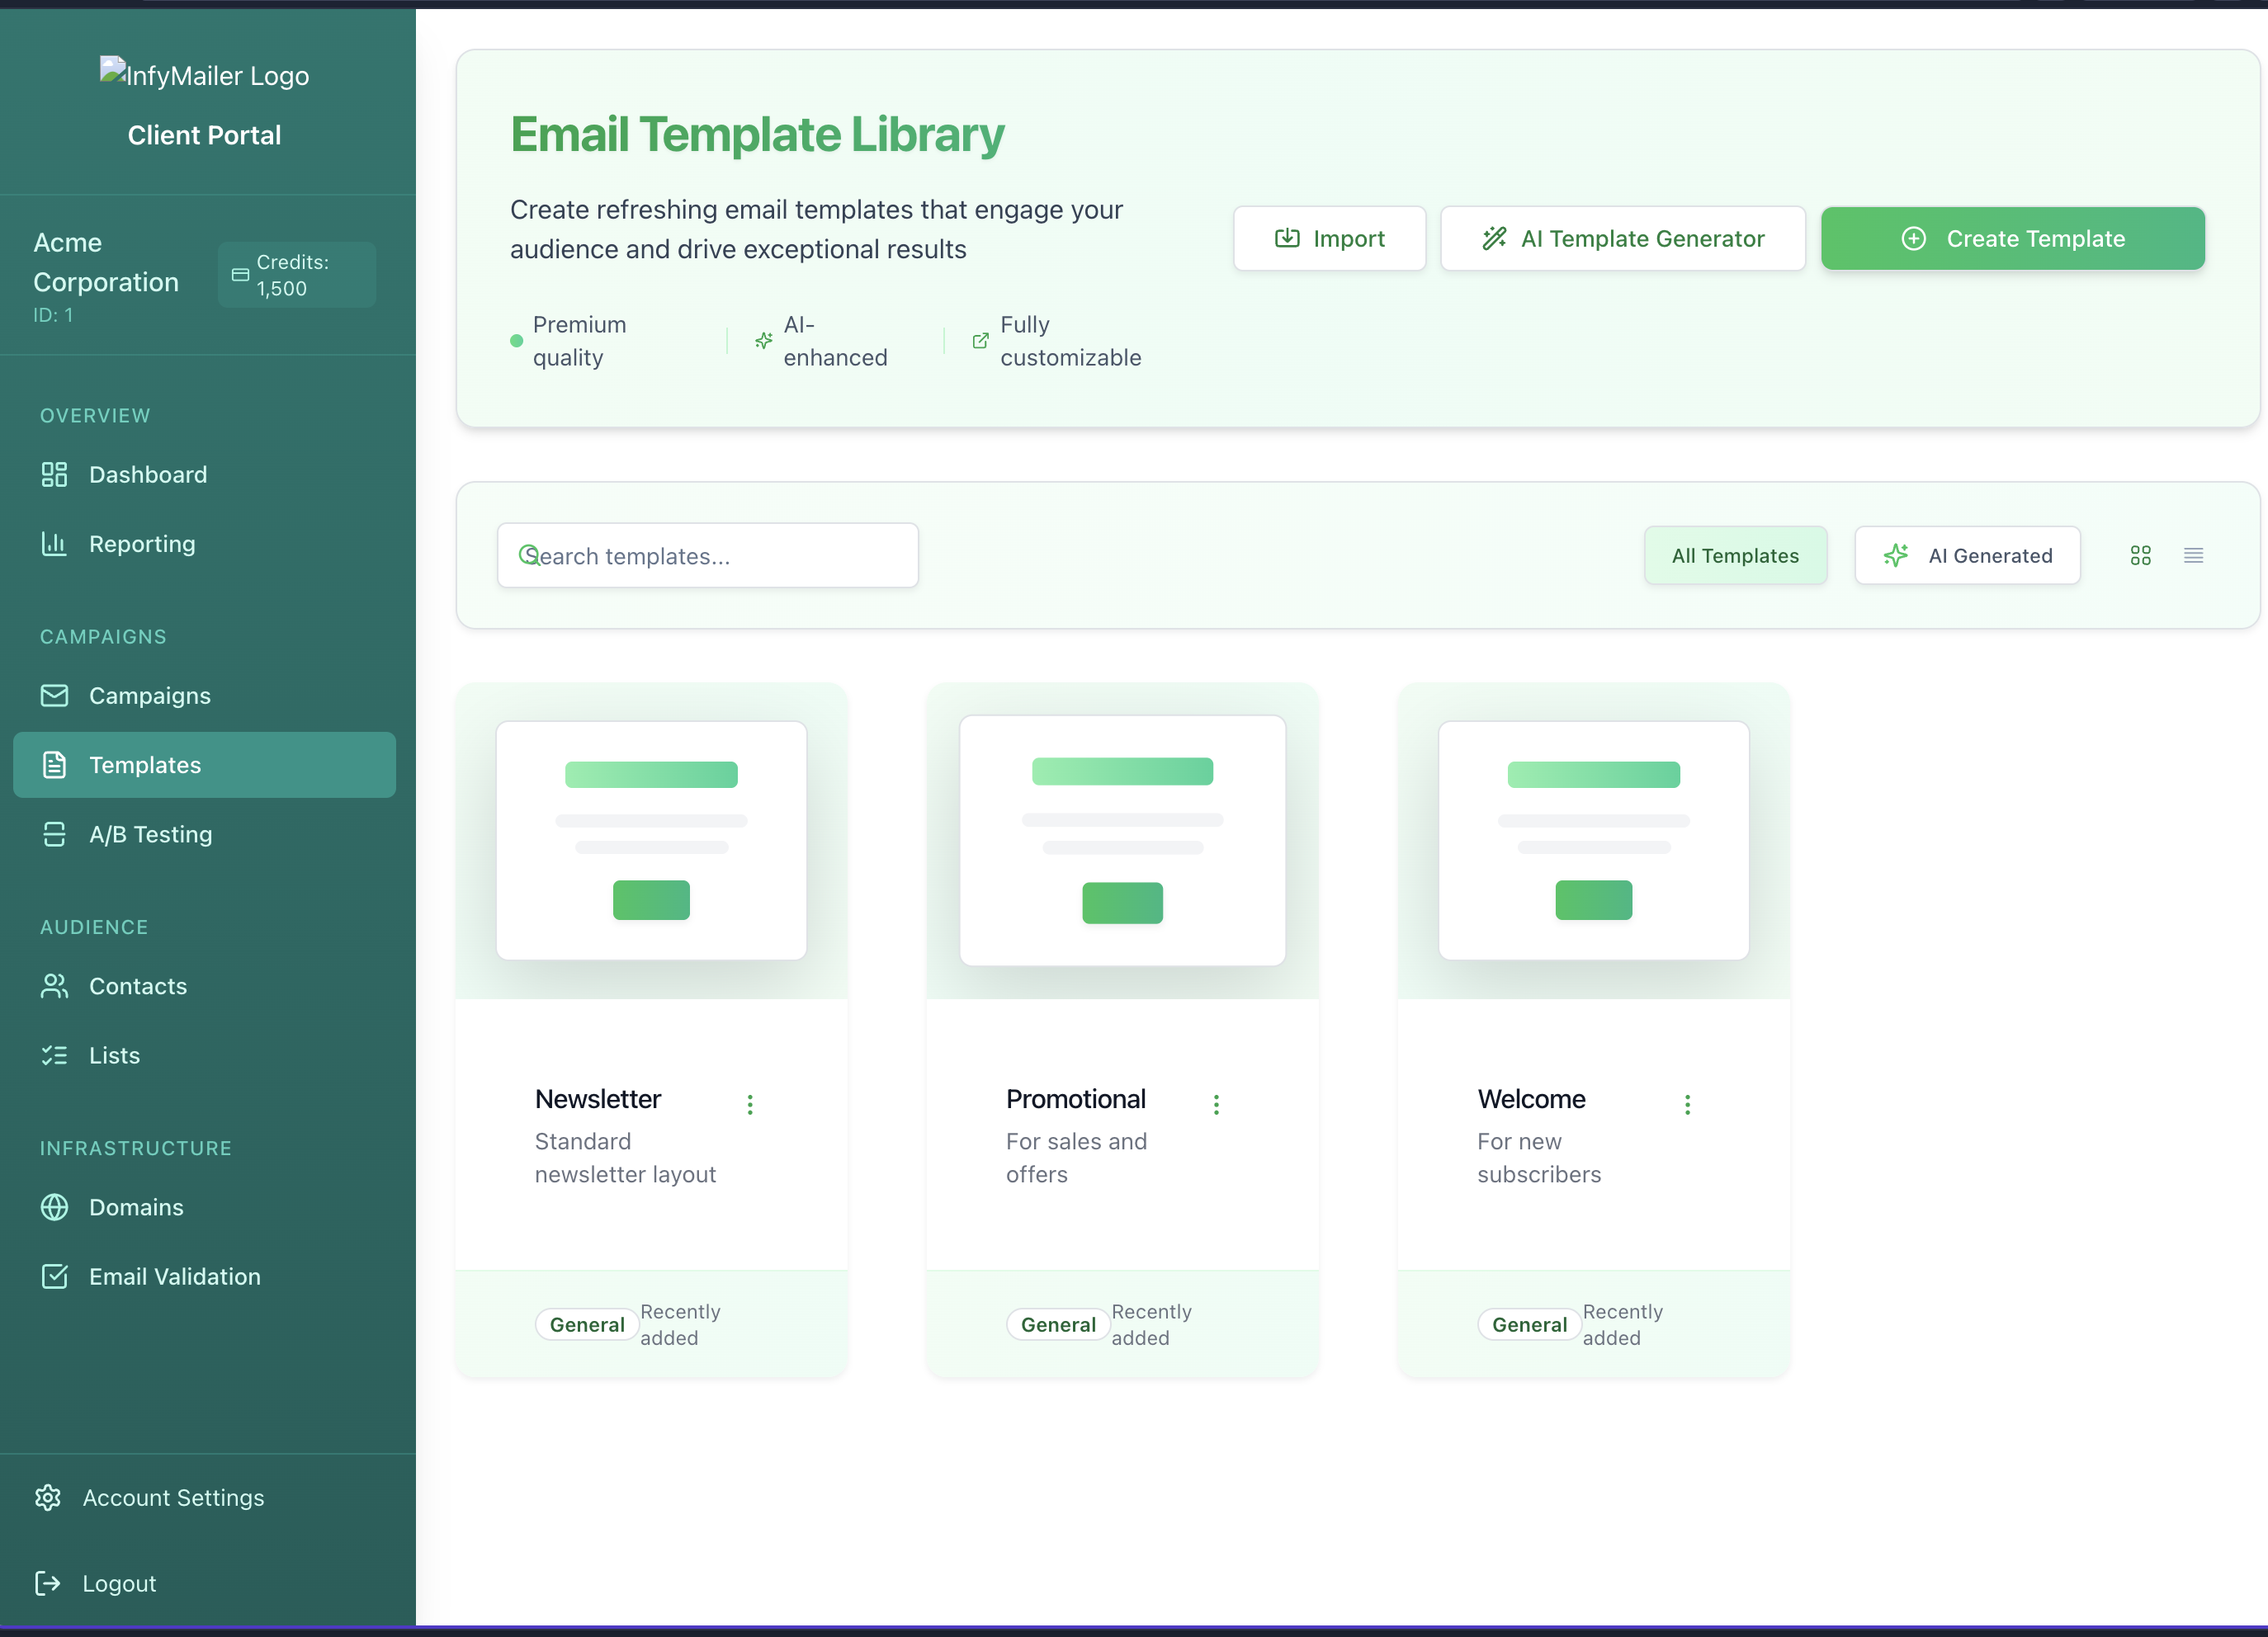 InfyMailer Logo
Client Portal
Acme
Corporation
ID: 1
Credits:
1,500
OVERVIEW
Dashboard
Reporting
CAMPAIGNS
Campaigns
Templates
A/B Testing
AUDIENCE
Contacts
Lists
INFRASTRUCTURE
Domains
Email Validation
Account Settings
Logout
Email Template Library
Create refreshing email templates that engage your
audience and drive exceptional results
Premium
quality
AI-
enhanced
Fully
customizable
Import
AI Template Generator
Create Template
Search templates...
All Templates
AI Generated
Newsletter
Standard
newsletter layout
General
Recently
added
Promotional
For sales and
offers
General
Recently
added
Welcome
For new
subscribers
General
Recently
added